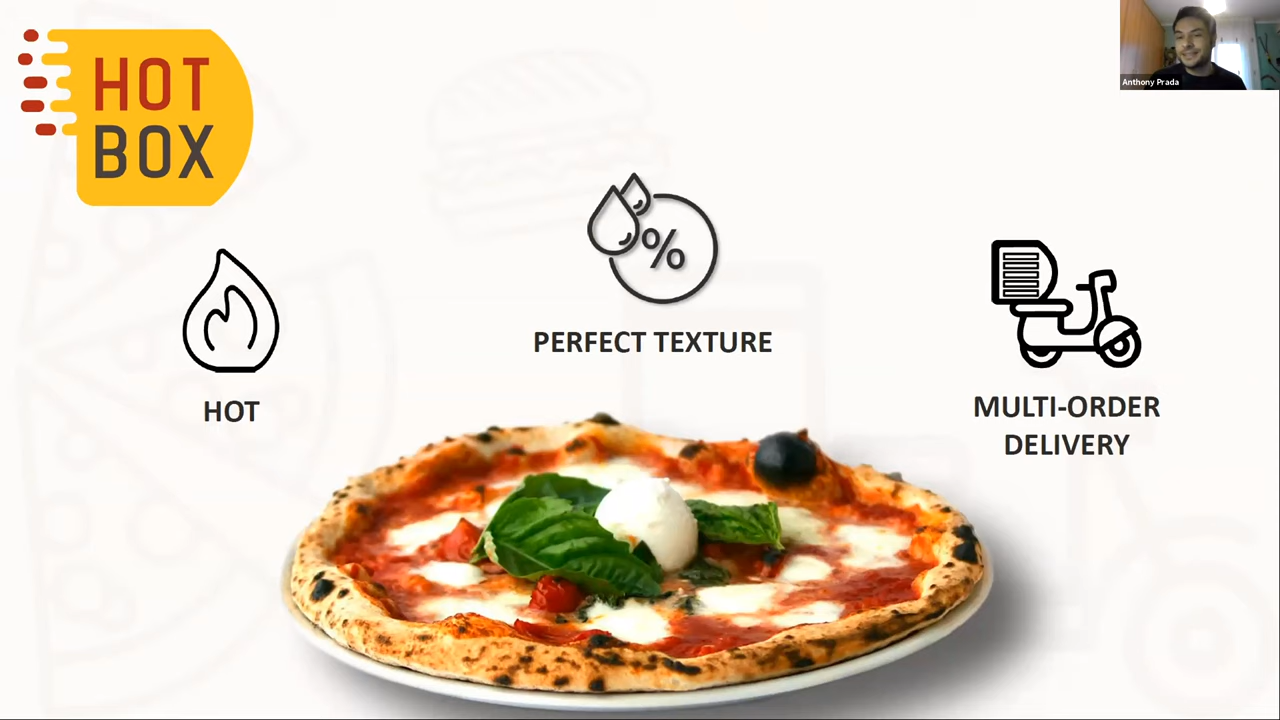 HOT
BOX
Anthony Prada
%
PERFECT TEXTURE
HOT
MULTI-ORDER
DELIVERY